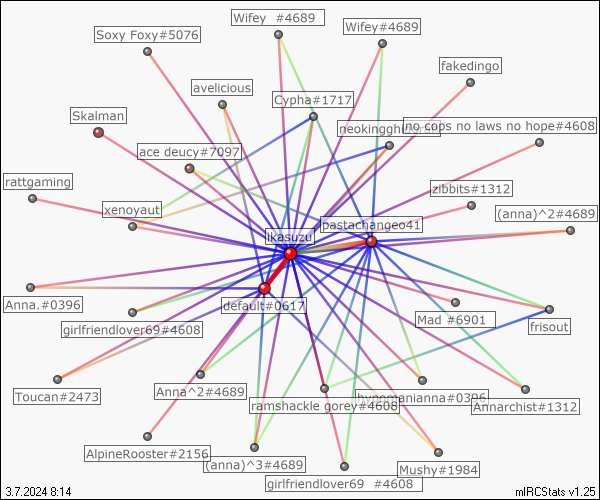 Wifey  #4689
Wifey#4689
Soxy Foxy#5076
fakedingo
avelicious
Cypha#1717
Skalman
no cops no laws no hope#4608
ace deucy#7097
rattgaming
zibbits#1312
xenoyaut
(anna)^2#4689
pastachangeo41
ikasuzu
Anna.#0396
default#0617
Mad #6901
frisout
girlfriendlover69#4608
Toucan#2473
Anna^2#4689
hypnomanianna#0396
ramshackle gorey#4608
Annarchist#1312
AlpineRooster#2156
(anna)^3#4689
Mushy#1984
girlfriendlover69  #4608
3.7.2024 8:14
mIRCStats v1.25